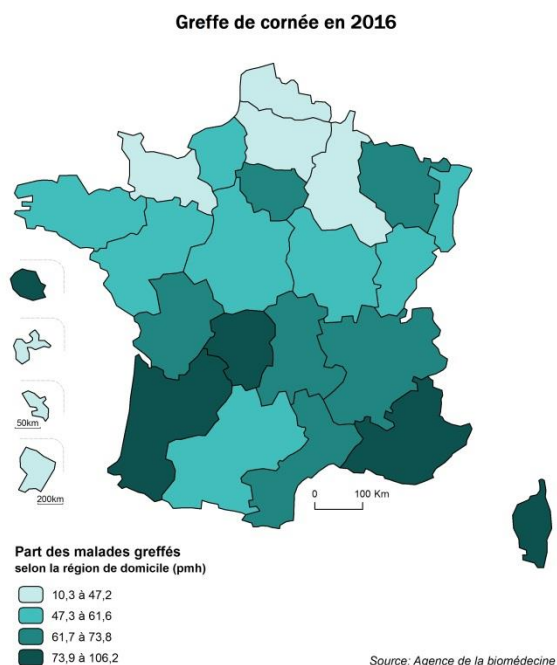 Greffe de cornée en 2016
50km
200km
0 100 Km
Part des malades greffés
selon la région de domicile (pmh)
10,3 à 47,2
47,3 à 61,6
61,7 à 73,8
73,9 à 106,2
Source: Agence de la biomédecine